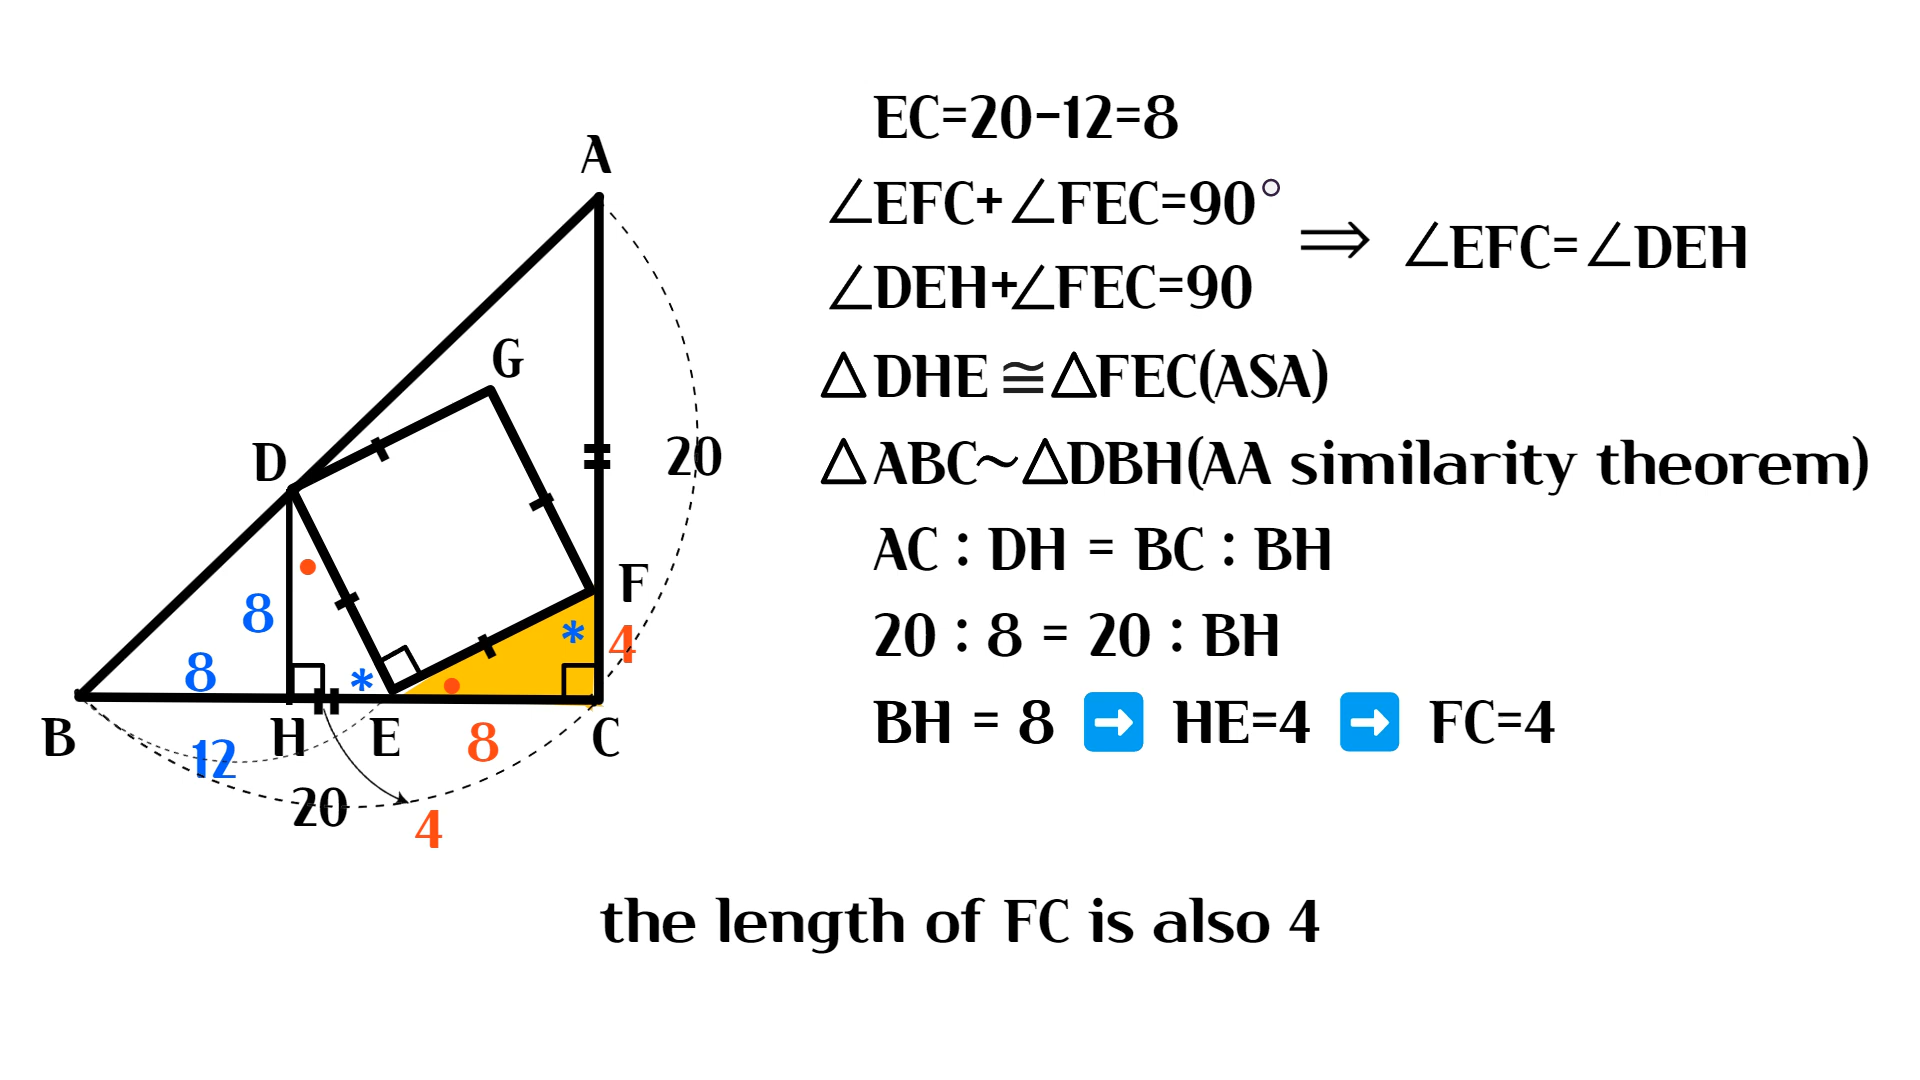 A
G
D
20
F
8
*
4
8
*
B
H
E
8
C
12
20
4
EC=20-12=8
∠EFC+∠FEC=90°
∠DEH+∠FEC=90
⇒ ∠EFC=∠DEH
△DHE≅△FEC(ASA)
△ABC~△DBH(AA similarity theorem)
AC : DH = BC : BH
20 : 8 = 20 : BH
BH = 8 ➡ HE=4 ➡ FC=4
the length of FC is also 4